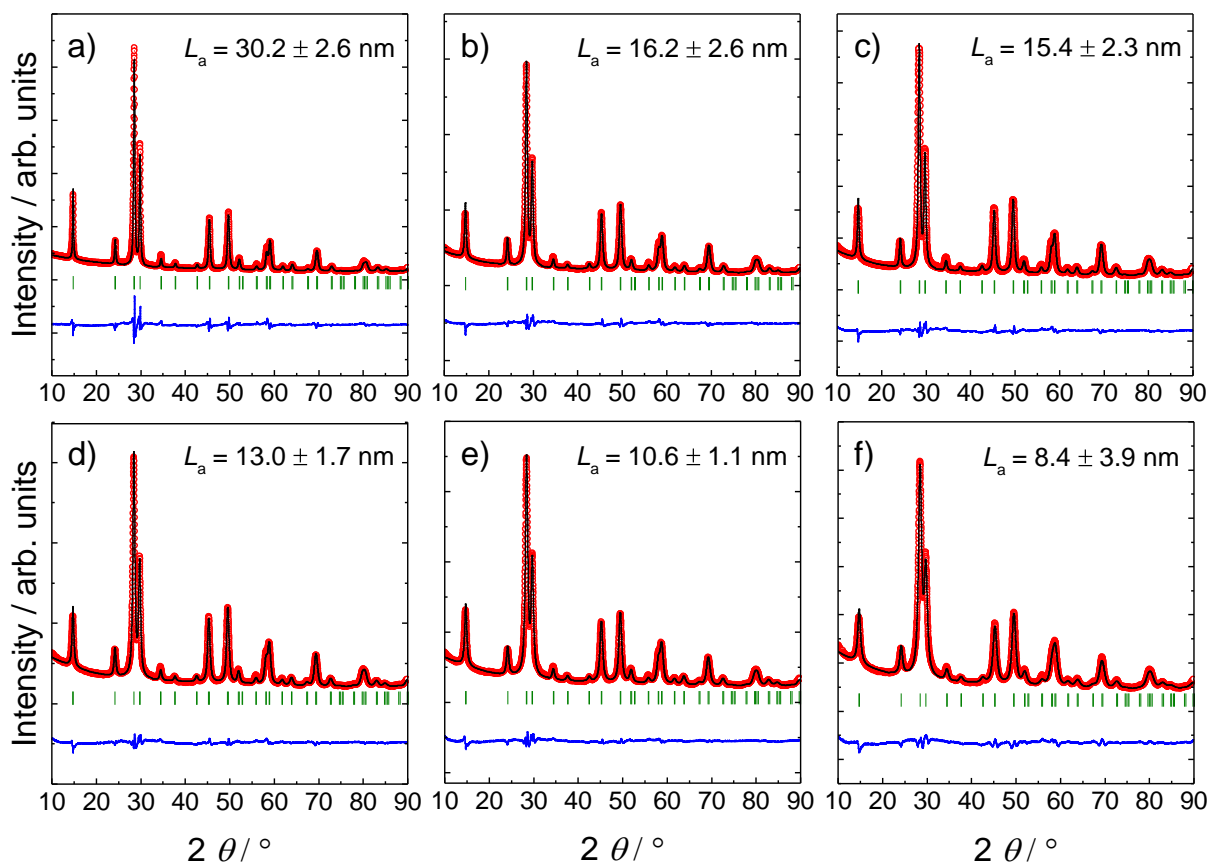 a) L_a = 30.2 ± 2.6 nm
b) L_a = 16.2 ± 2.6 nm
c) L_a = 15.4 ± 2.3 nm
Intensity / arb. units
10 20 30 40 50 60 70 80 90
10 20 30 40 50 60 70 80 90
10 20 30 40 50 60 70 80 90
d) L_a = 13.0 ± 1.7 nm
e) L_a = 10.6 ± 1.1 nm
f) L_a = 8.4 ± 3.9 nm
Intensity / arb. units
10 20 30 40 50 60 70 80 90
10 20 30 40 50 60 70 80 90
10 20 30 40 50 60 70 80 90
2 θ / °
2 θ / °
2 θ / °